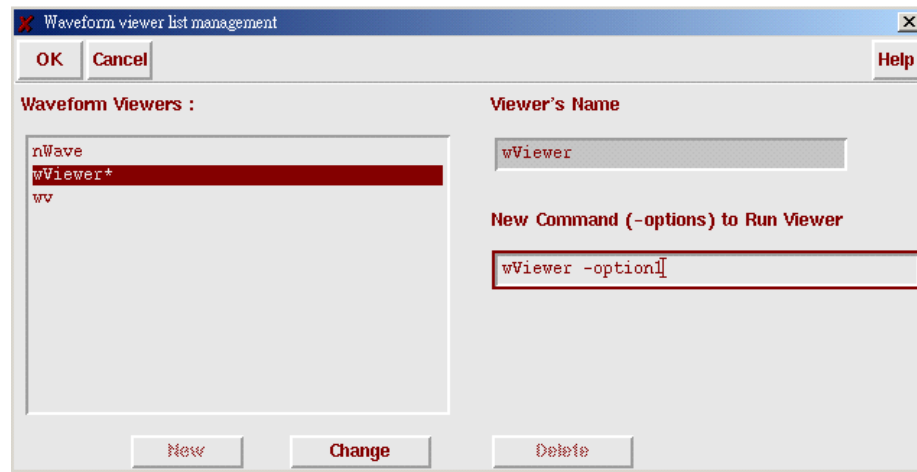 Waveform viewer list management
OK Cancel Help
Waveform Viewers :
nWave
wViewer*
wv
Viewer's Name
wViewer
New Command (-options) to Run Viewer
wViewer -option1
New Change Delete